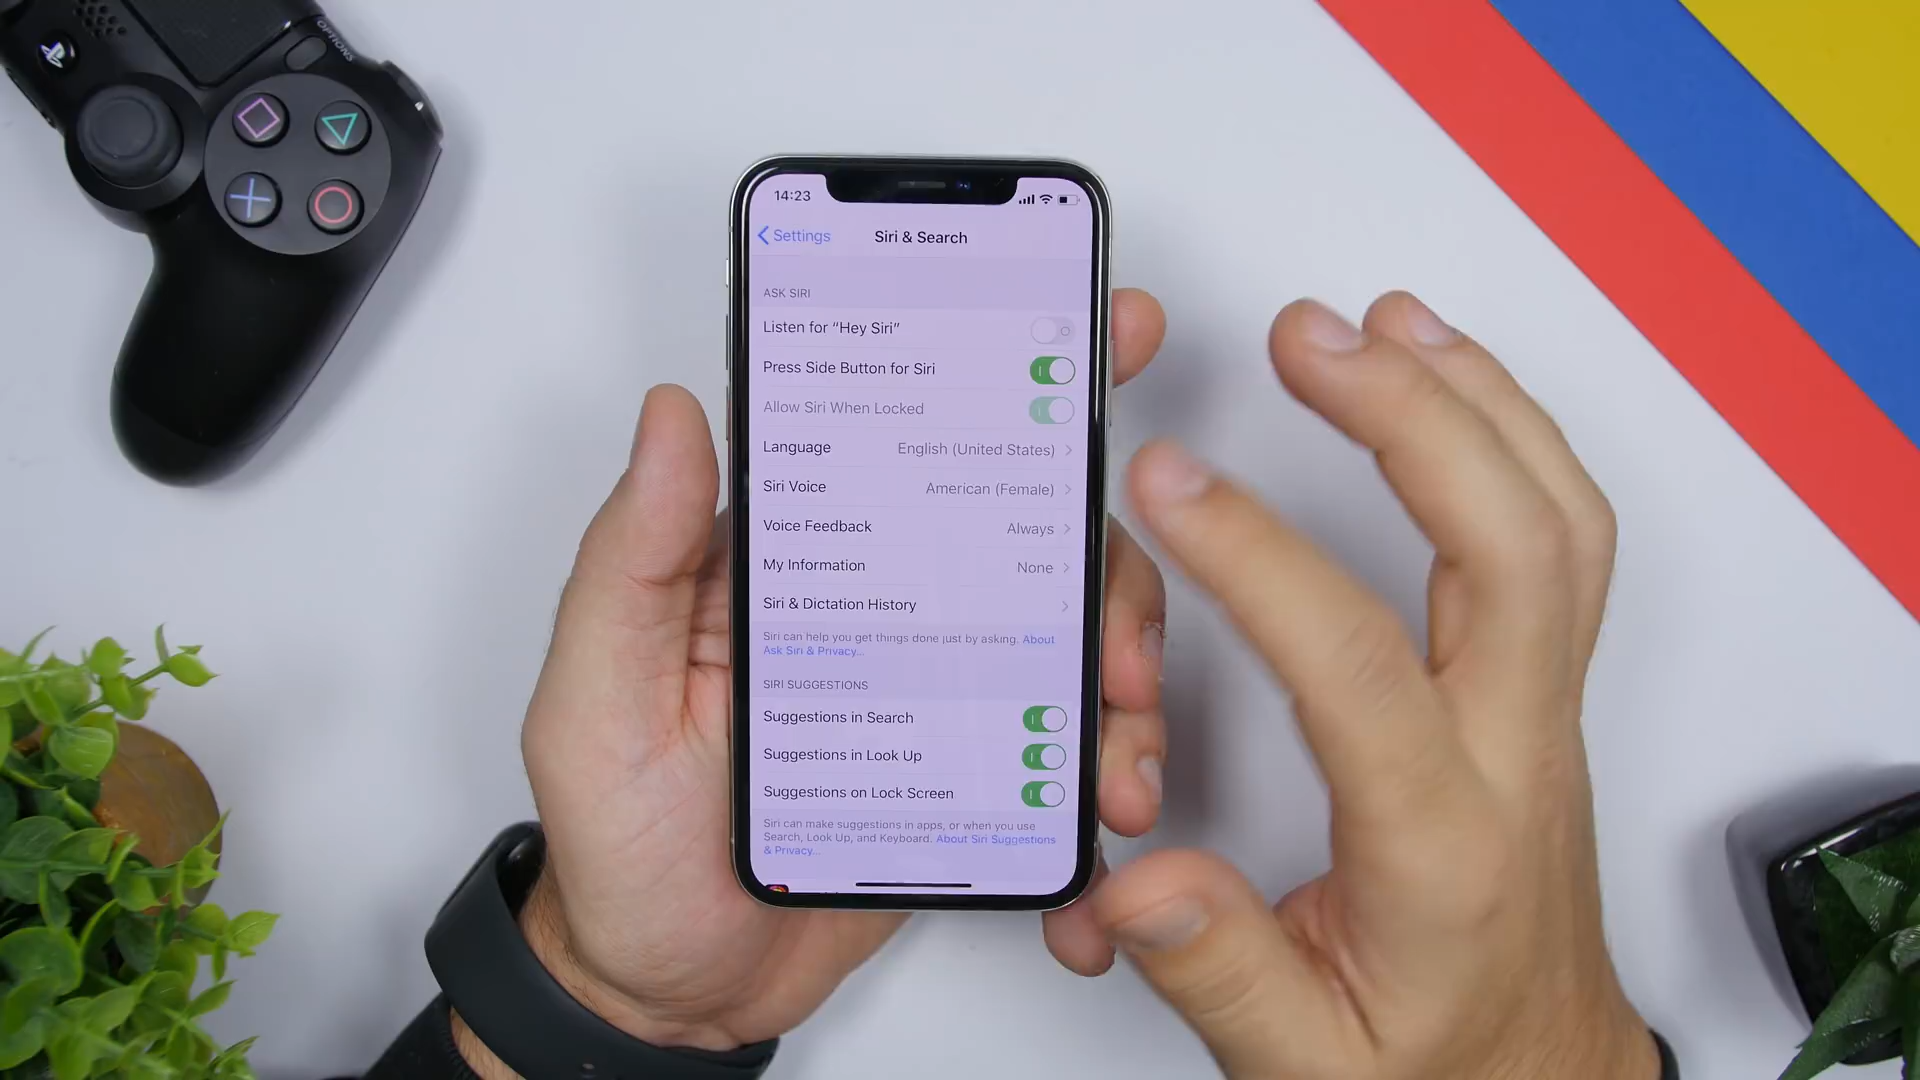 OPTIONS
14:23
Settings
Siri & Search
ASK SIRI
Listen for “Hey Siri”
Press Side Button for Siri
Allow Siri When Locked
Language English (United States)
Siri Voice American (Female)
Voice Feedback Always
My Information None
Siri & Dictation History
Siri can help you get things done just by asking. About
Ask Siri & Privacy...
SIRI SUGGESTIONS
Suggestions in Search
Suggestions in Look Up
Suggestions on Lock Screen
Siri can make suggestions in apps, or when you use
Search, Look Up, and Keyboard. About Siri Suggestions
& Privacy...